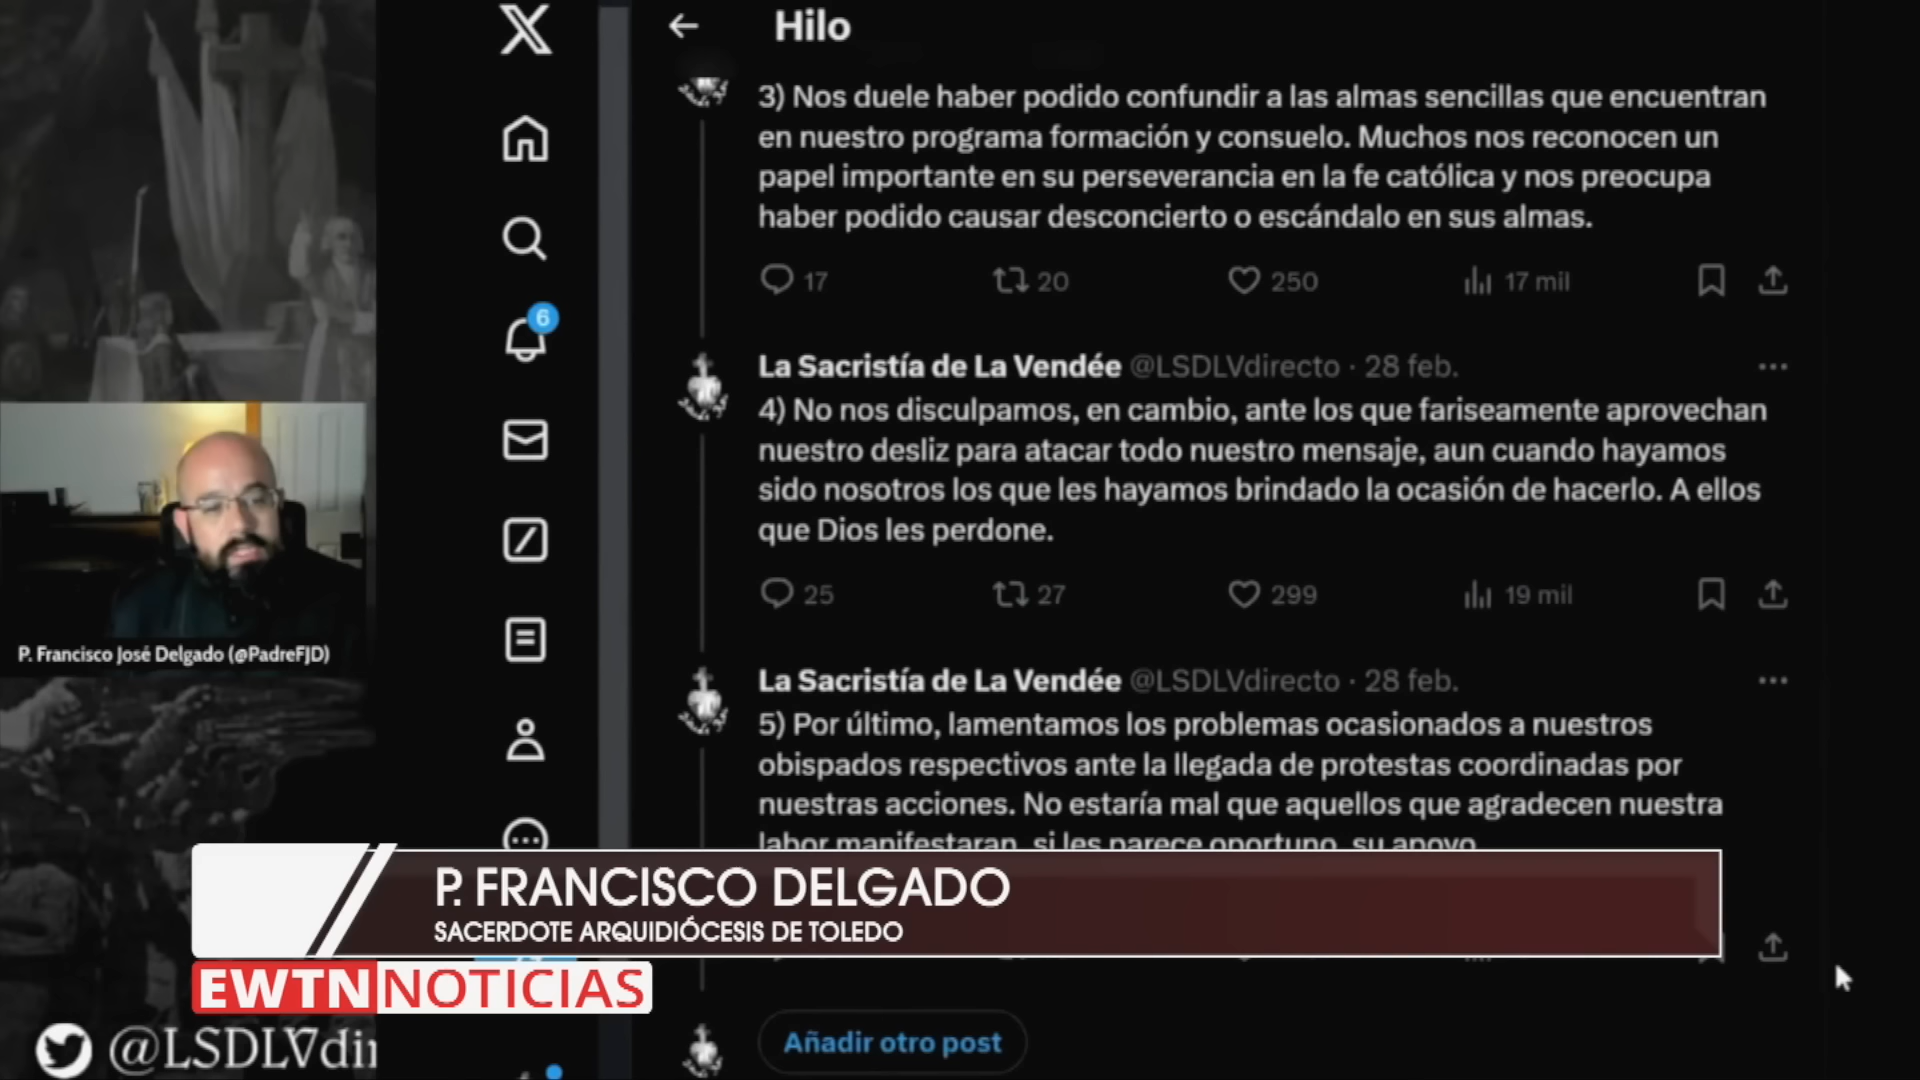 Hilo
3) Nos duele haber podido confundir a las almas sencillas que encuentran
en nuestro programa formación y consuelo. Muchos nos reconocen un
papel importante en su perseverancia en la fe católica y nos preocupa
haber podido causar desconcierto o escándalo en sus almas.
17 20 250 17 mil
6
La Sacristía de La Vendée @LSDLVdirecto · 28 feb.
4) No nos disculpamos, en cambio, ante los que fariseamente aprovechan
nuestro desliz para atacar todo nuestro mensaje, aun cuando hayamos
sido nosotros los que les hayamos brindado la ocasión de hacerlo. A ellos
que Dios les perdone.
25 27 299 19 mil
P. Francisco José Delgado (@PadreFJD)
La Sacristía de La Vendée @LSDLVdirecto · 28 feb.
5) Por último, lamentamos los problemas ocasionados a nuestros
obispados respectivos ante la llegada de protestas coordinadas por
nuestras acciones. No estaría mal que aquellos que agradecen nuestra
labor manifestaran, si les parece oportuno, su apoyo.
P. FRANCISCO DELGADO
SACERDOTE ARQUIDIÓCESIS DE TOLEDO
EWTN NOTICIAS
Añadir otro post
@LSDLVdir